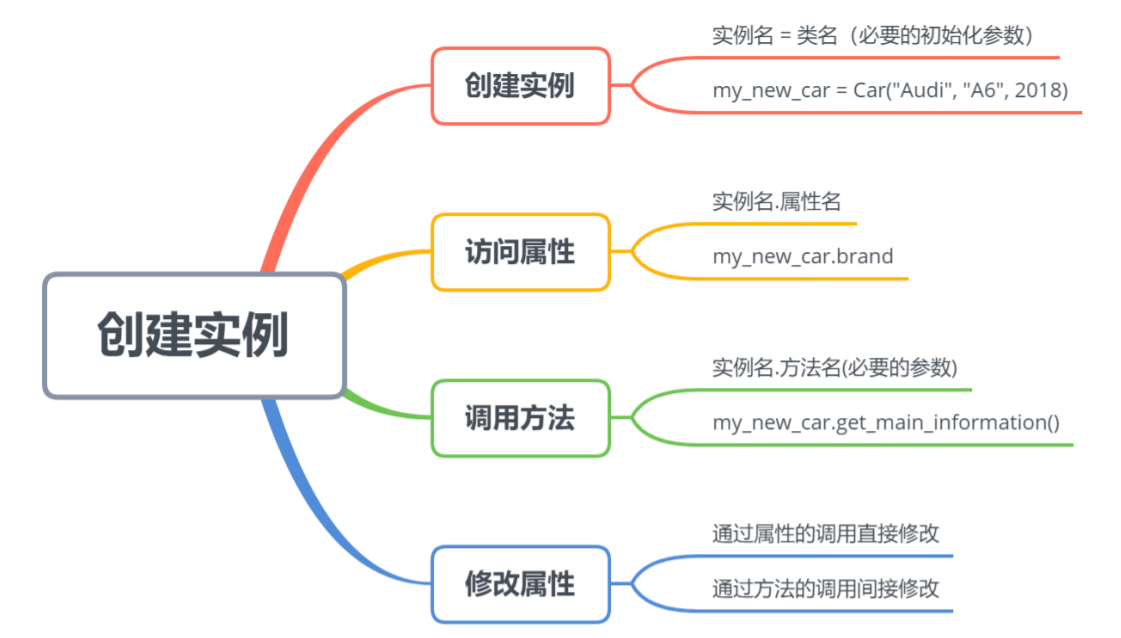 创建实例
创建实例
实例名 = 类名（必要的初始化参数）
my_new_car = Car("Audi", "A6", 2018)
访问属性
实例名.属性名
my_new_car.brand
调用方法
实例名.方法名(必要的参数)
my_new_car.get_main_information()
修改属性
通过属性的调用直接修改
通过方法的调用间接修改